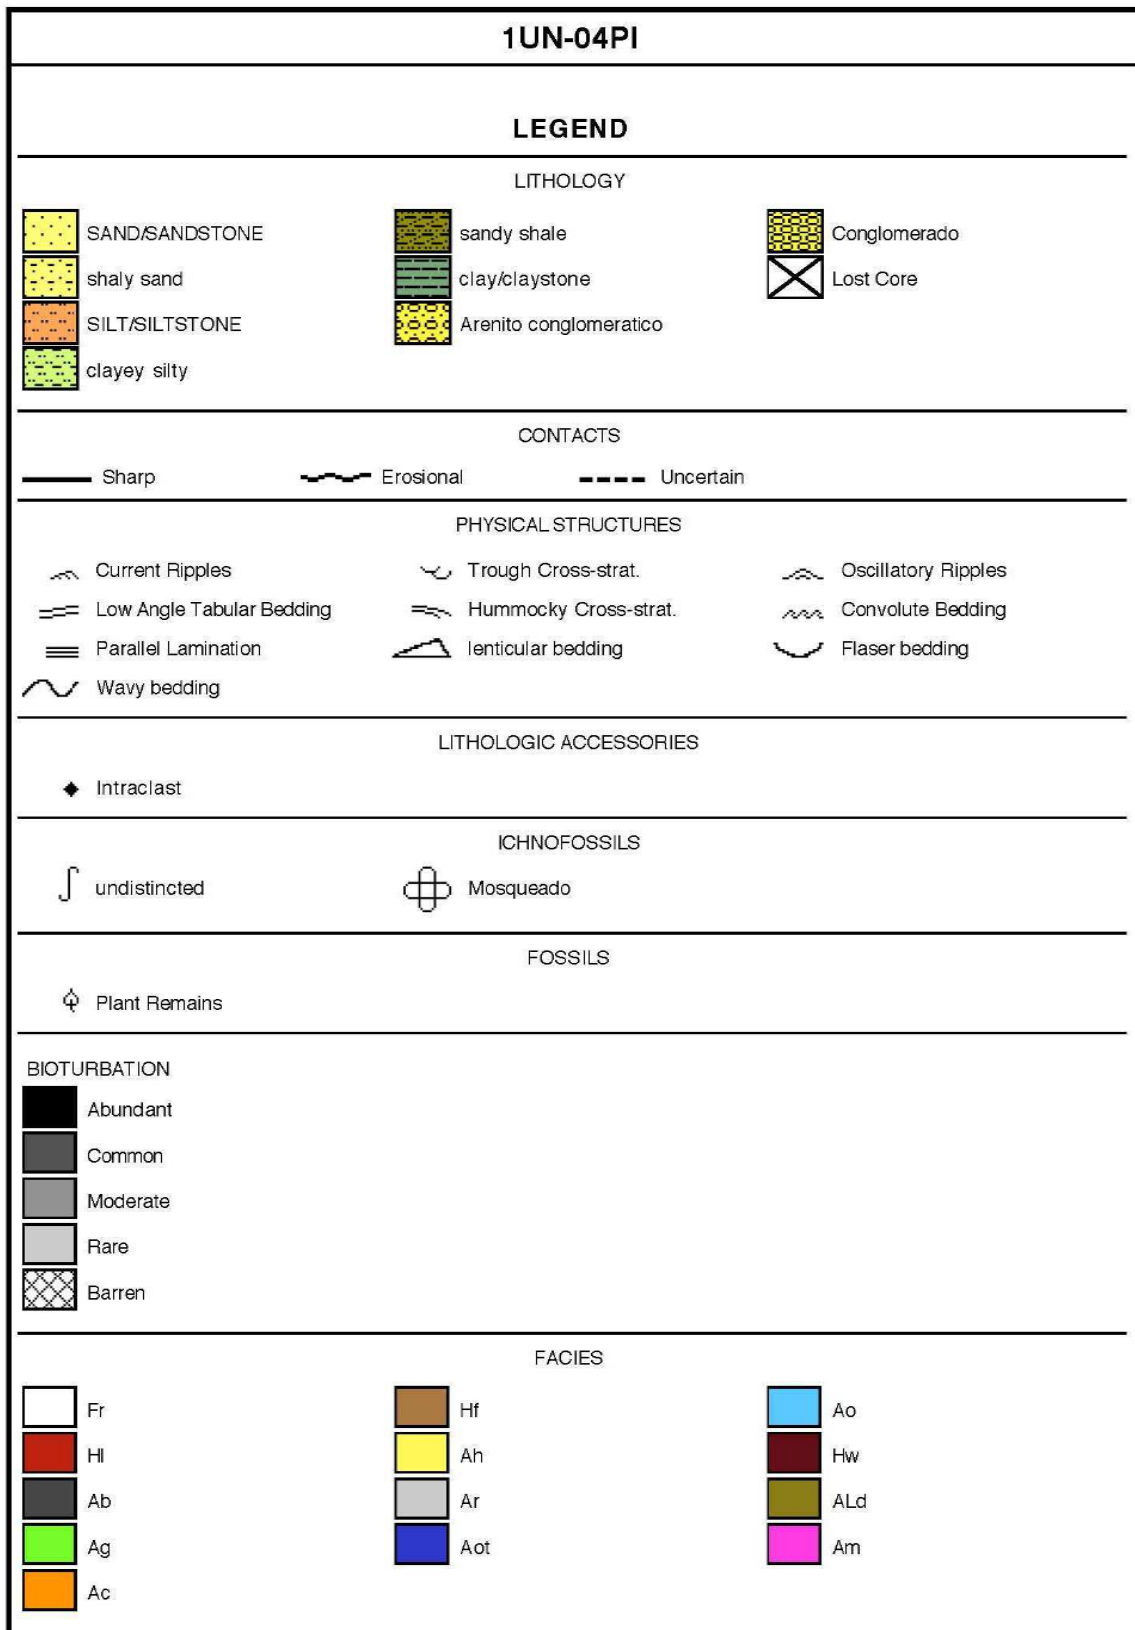 1UN-04PI
LEGEND
LITHOLOGY
SAND/SANDSTONE sandy shale Conglomerado
shaly sand clay/claystone Lost Core
SILT/SILTSTONE Arenito conglomeratico
clayey silty
CONTACTS
Sharp Erosional Uncertain
PHYSICAL STRUCTURES
Current Ripples Trough Cross-strat. Oscillatory Ripples
Low Angle Tabular Bedding Hummocky Cross-strat. Convolute Bedding
Parallel Lamination lenticular bedding Flaser bedding
Wavy bedding
LITHOLOGIC ACCESSORIES
Intraclast
ICHNOFOSSILS
undistincted Mosqueado
FOSSILS
Plant Remains
BIOTURBATION
Abundant
Common
Moderate
Rare
Barren
FACIES
Fr Hf Ao
Hl Ah Hw
Ab Ar ALd
Ag Aot Am
Ac